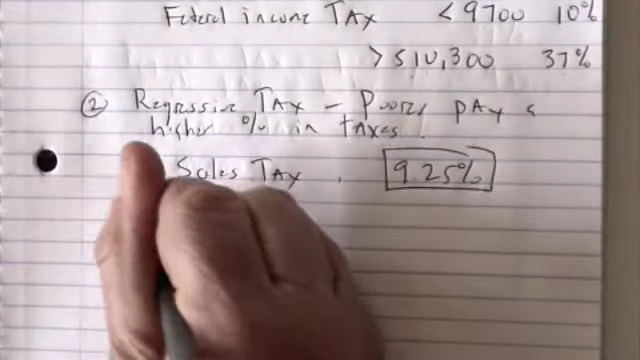 Federal income Tax < 9700 10%
> 510,300 37%
② Regressive Tax - Poorer pay a
higher % in taxes.
Sales Tax. 9.25%